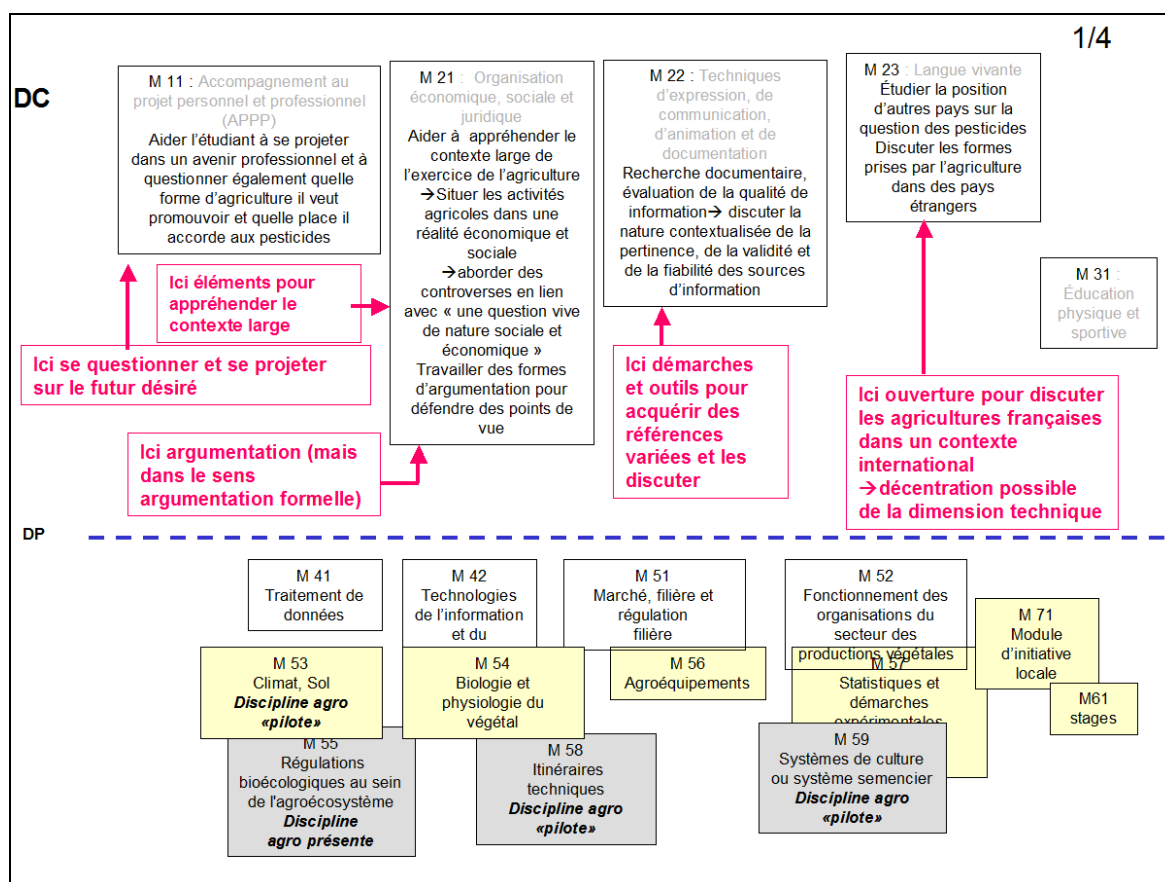 1/4
DC
M 11 : Accompagnement au
projet personnel et professionnel
(APPP)
Aider l'étudiant à se projeter
dans un avenir professionnel et à
questionner également quelle
forme d'agriculture il veut
promouvoir et quelle place il
accorde aux pesticides
M 21 : Organisation
économique, sociale et
juridique
Aider à appréhender le
contexte large de
l'exercice de l'agriculture
→Situer les activités
agricoles dans une
réalité économique et
sociale
→aborder des
controverses en lien
avec « une question vive
de nature sociale et
économique »
Travailler des formes
d'argumentation pour
défendre des points de
vue
M 22 : Techniques
d'expression, de
communication,
d'animation et de
documentation
Recherche documentaire,
évaluation de la qualité de
information→ discuter la
nature contextualisée de la
pertinence, de la validité et
de la fiabilité des sources
d'information
M 23 : Langue vivante
Étudier la position
d'autres pays sur la
question des pesticides
Discuter les formes
prises par l'agriculture
dans des pays
étrangers
M 31 :
Éducation
physique et
sportive
Ici éléments pour
appréhender le
contexte large
Ici se questionner et se projeter
sur le futur désiré
Ici argumentation (mais
dans le sens
argumentation formelle)
Ici démarches
et outils pour
acquérir des
références
variées et les
discuter
Ici ouverture pour discuter
les agricultures françaises
dans un contexte
international
→décentration possible
de la dimension technique
DP
M 41
Traitement de
données
M 42
Technologies
de l'information
et du
M 51
Marché, filière et
régulation
filière
M 52
Fonctionnement des
organisations du
secteur des
productions végétales
M 71
Module
d'initiative
locale
M61
stages
M 53
Climat, Sol
Discipline agro
«pilote»
M 54
Biologie et
physiologie du
végétal
M 56
Agroéquipements
M 57
Statistiques et
démarches
expérimentales
M 55
Régulations
bioécologiques au sein
de l'agroécosystème
Discipline
agro présente
M 58
Itinéraires
techniques
Discipline agro
«pilote»
M 59
Systèmes de culture
ou système semencier
Discipline agro
«pilote»